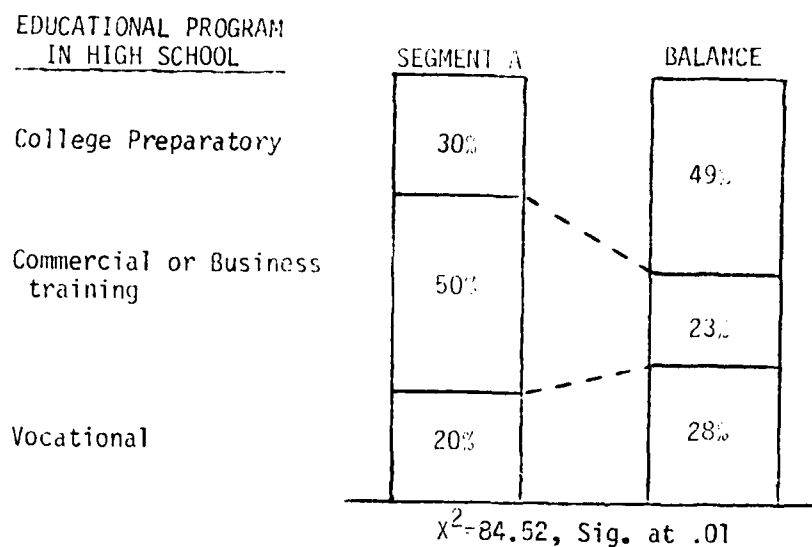 EDUCATIONAL PROGRAM
IN HIGH SCHOOL
SEGMENT A
BALANCE
College Preparatory
30%
49%
Commercial or Business
training
50%
23%
Vocational
20%
28%
X²=84.52, Sig. at .01